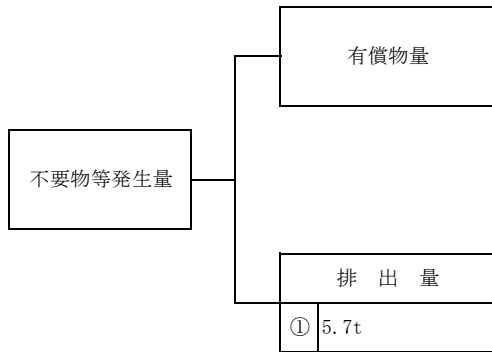 有償物量
不要物等発生量
排　出　量
① 5.7t